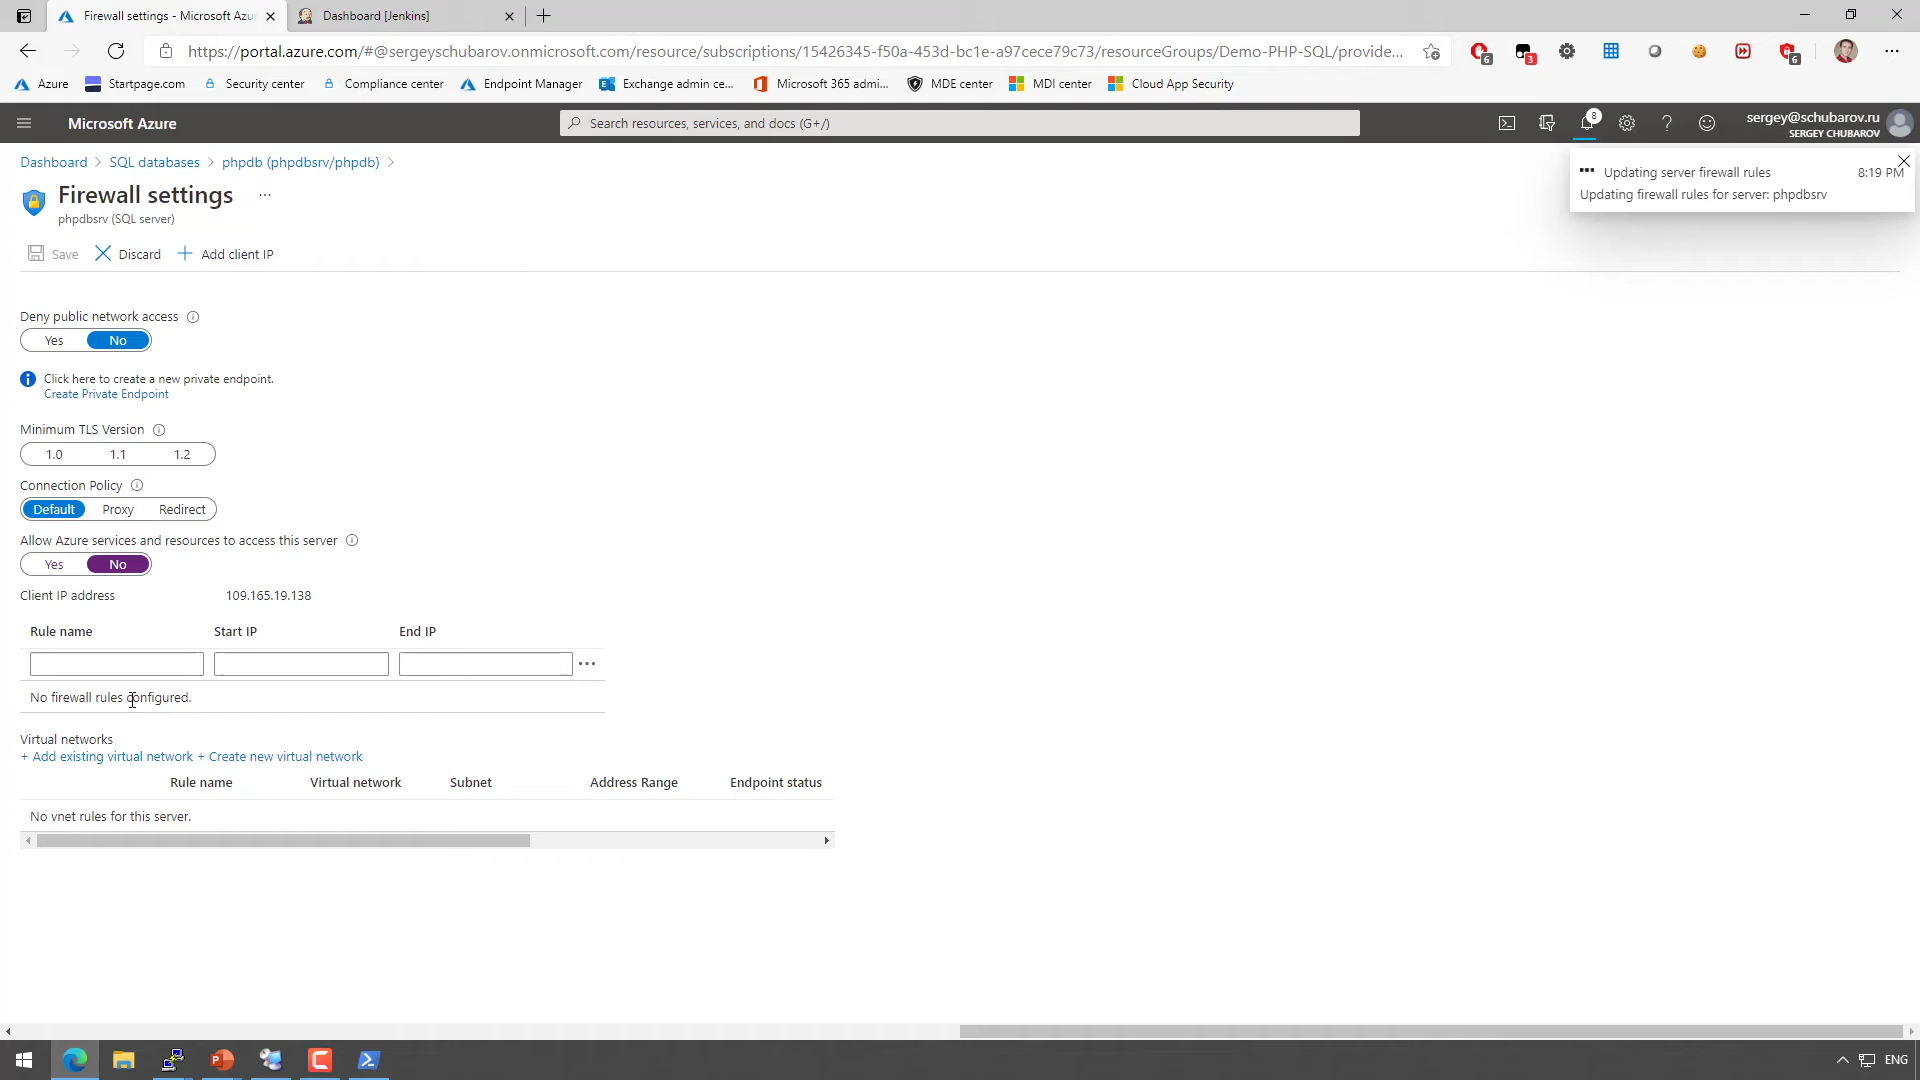 Firewall settings - Microsoft Azu
Dashboard [Jenkins]
https://portal.azure.com/#@sergeyschubarov.onmicrosoft.com/resource/subscriptions/15426345-f50a-453d-bc1e-a97cece79c73/resourceGroups/Demo-PHP-SQL/provide...
6
3
6
Azure
Startpage.com
Security center
Compliance center
Endpoint Manager
Exchange admin ce...
Microsoft 365 admi...
MDE center
MDI center
Cloud App Security
Microsoft Azure
Search resources, services, and docs (G+/)
8
sergey@schubarov.ru
SERGEY CHUBAROV
Dashboard > SQL databases > phpdb (phpdbsrv/phpdb) >
Updating server firewall rules 8:19 PM
Updating firewall rules for server: phpdbsrv
Firewall settings ...
phpdbsrv (SQL server)
Save Discard Add client IP
Deny public network access
Yes No
Click here to create a new private endpoint.
Create Private Endpoint
Minimum TLS Version
1.0 1.1 1.2
Connection Policy
Default Proxy Redirect
Allow Azure services and resources to access this server
Yes No
Client IP address 109.165.19.138
Rule name Start IP End IP
No firewall rules configured.
Virtual networks
+ Add existing virtual network + Create new virtual network
Rule name Virtual network Subnet Address Range Endpoint status
No vnet rules for this server.
ENG